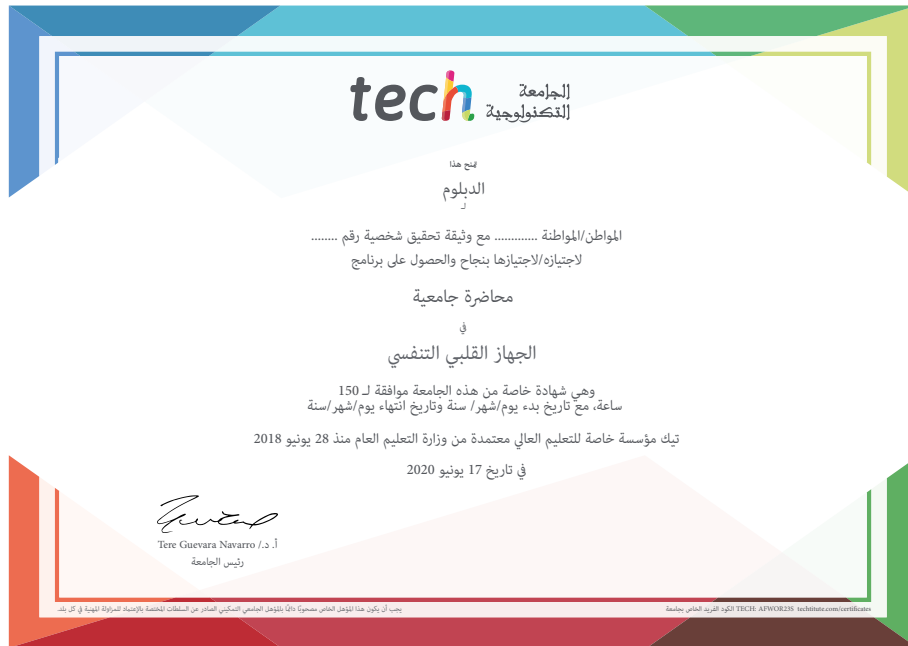 tech الجامعة
التكنولوجية
يمنح هذا
الدبلوم
لـ
المواطن/المواطنة ............. مع وثيقة تحقيق شخصية رقم ........
لاجتيازه/لاجتيازها بنجاح والحصول على برنامج
محاضرة جامعية
في
الجهاز القلبي التنفسي
وهي شهادة خاصة من هذه الجامعة موافقة لـ 150
ساعة، مع تاريخ بدء يوم/شهر/ سنة وتاريخ انتهاء يوم/شهر/سنة
تيك مؤسسة خاصة للتعليم العالي معتمدة من وزارة التعليم العام منذ 28 يونيو 2018
في تاريخ 17 يونيو 2020
أ. د./ Tere Guevara Navarro
رئيس الجامعة
يجب أن يكون هذا المؤهل الخاص مصحوبًا دائمًا بالمؤهل الجامعي التمكيني الصادر عن السلطات المختصة بالإعتماد للمزاولة المهنية في كل بلد.
الكود الفريد الخاص بجامعة TECH: AFWOR23S techtitute.com/certificates